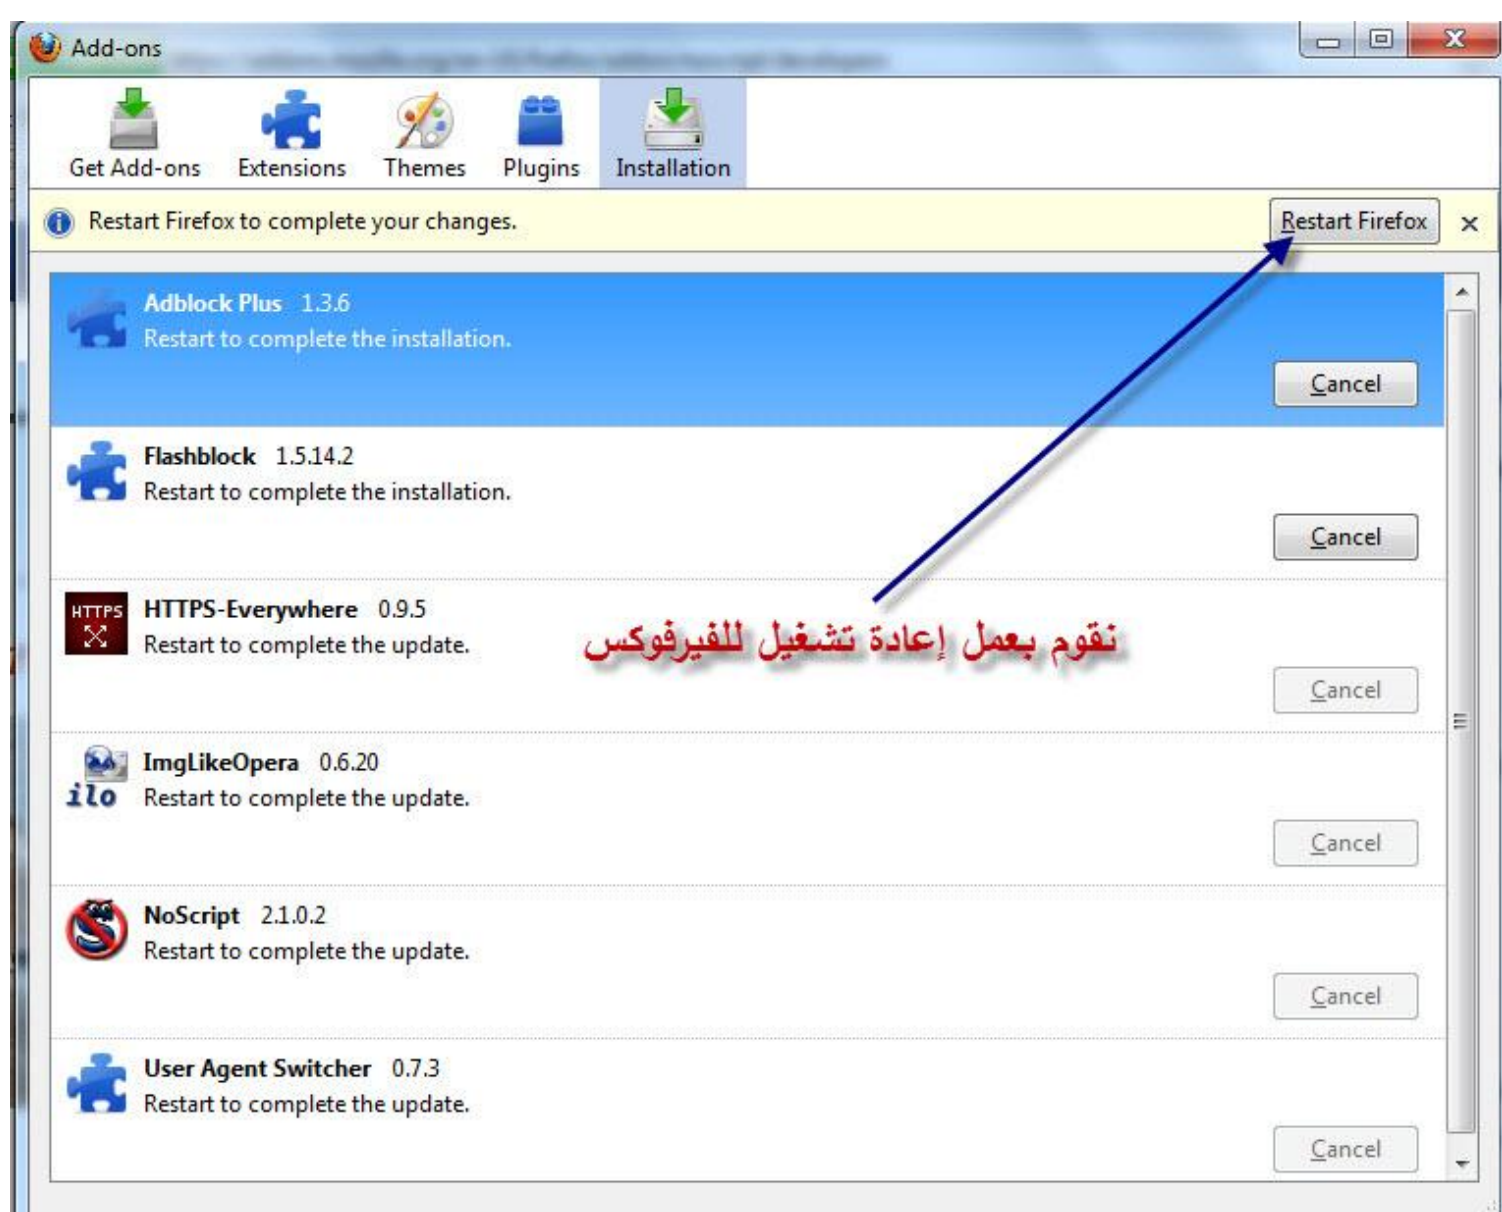 Add-ons
Get Add-ons Extensions Themes Plugins Installation
Restart Firefox to complete your changes. Restart Firefox
Adblock Plus 1.3.6
Restart to complete the installation.
Cancel
Flashblock 1.5.14.2
Restart to complete the installation.
Cancel
HTTPS
HTTPS-Everywhere 0.9.5
Restart to complete the update.
نقوم بعمل إعادة تشغيل للفيرفوكس
Cancel
ImgLikeOpera 0.6.20
ilo
Restart to complete the update.
Cancel
NoScript 2.1.0.2
Restart to complete the update.
Cancel
User Agent Switcher 0.7.3
Restart to complete the update.
Cancel